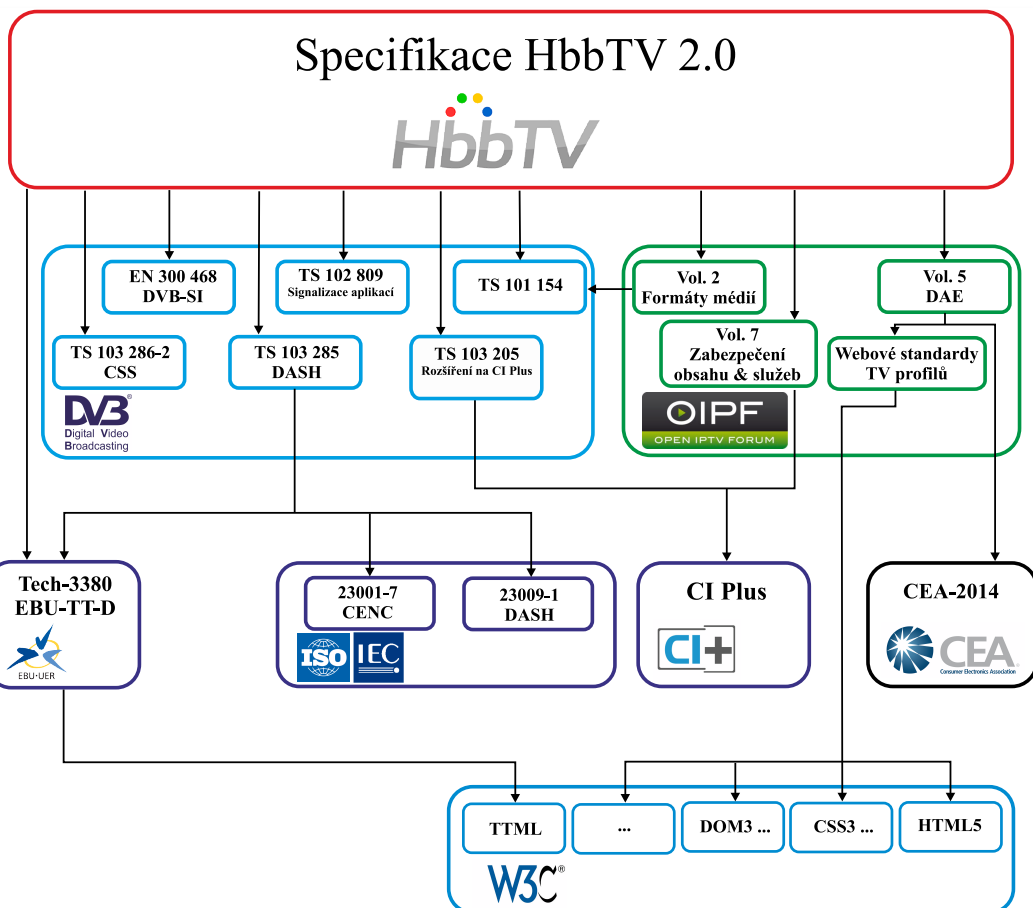 Specifikace HbbTV 2.0
HbbTV
EN 300 468
DVB-SI
TS 102 809
Signalizace aplikací
TS 101 154
Vol. 2
Formáty médií
Vol. 5
DAE
TS 103 286-2
CSS
TS 103 285
DASH
TS 103 205
Rozšíření na CI Plus
Vol. 7
Zabezpečení
obsahu & služeb
Webové standardy
TV profilů
DVB®
Digital Video
Broadcasting
OIPF
OPEN IPTV FORUM
Tech-3380
EBU-TT-D
EBU·UER
23001-7
CENC
23009-1
DASH
ISO
IEC
CI Plus
CI+
CEA-2014
CEA
Consumer Electronics Association
TTML
...
DOM3 ...
CSS3 ...
HTML5
W3C®